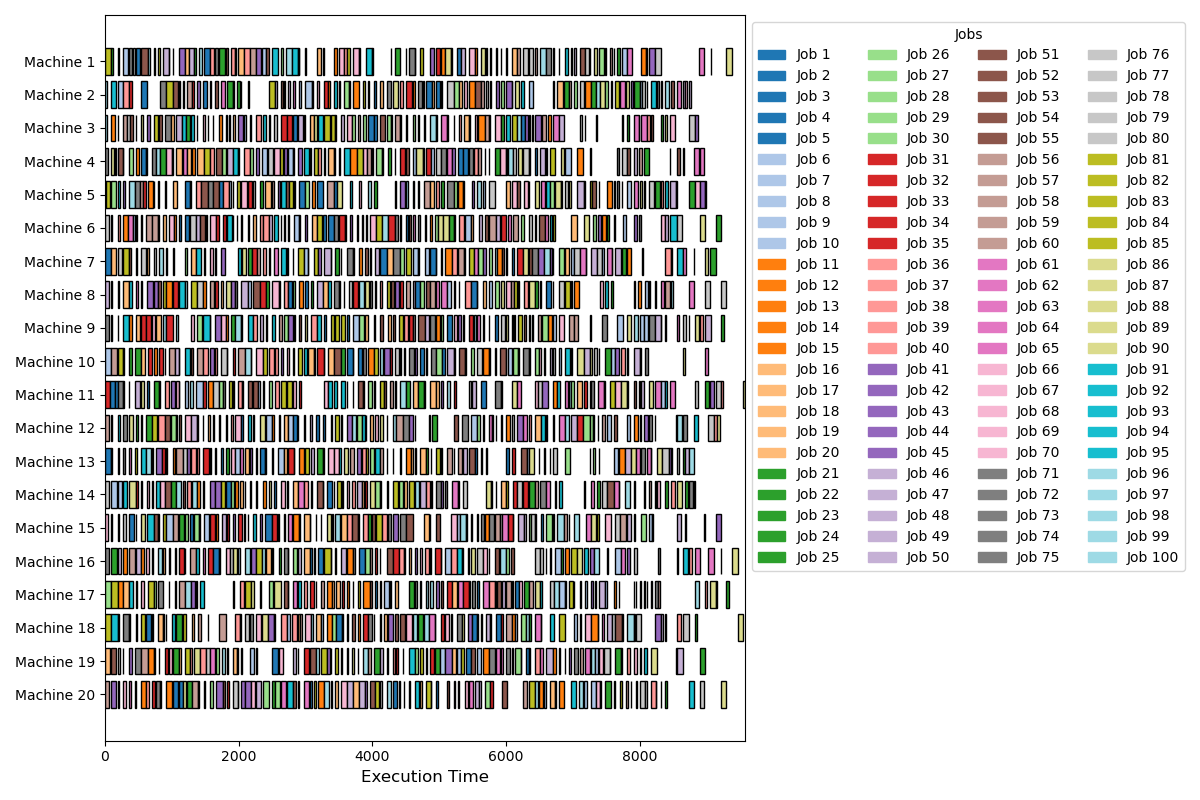 Jobs
Job 1 Job 26 Job 51 Job 76
Job 2 Job 27 Job 52 Job 77
Job 3 Job 28 Job 53 Job 78
Job 4 Job 29 Job 54 Job 79
Job 5 Job 30 Job 55 Job 80
Job 6 Job 31 Job 56 Job 81
Job 7 Job 32 Job 57 Job 82
Job 8 Job 33 Job 58 Job 83
Job 9 Job 34 Job 59 Job 84
Job 10 Job 35 Job 60 Job 85
Job 11 Job 36 Job 61 Job 86
Job 12 Job 37 Job 62 Job 87
Job 13 Job 38 Job 63 Job 88
Job 14 Job 39 Job 64 Job 89
Job 15 Job 40 Job 65 Job 90
Job 16 Job 41 Job 66 Job 91
Job 17 Job 42 Job 67 Job 92
Job 18 Job 43 Job 68 Job 93
Job 19 Job 44 Job 69 Job 94
Job 20 Job 45 Job 70 Job 95
Job 21 Job 46 Job 71 Job 96
Job 22 Job 47 Job 72 Job 97
Job 23 Job 48 Job 73 Job 98
Job 24 Job 49 Job 74 Job 99
Job 25 Job 50 Job 75 Job 100
Machine 1
Machine 2
Machine 3
Machine 4
Machine 5
Machine 6
Machine 7
Machine 8
Machine 9
Machine 10
Machine 11
Machine 12
Machine 13
Machine 14
Machine 15
Machine 16
Machine 17
Machine 18
Machine 19
Machine 20
0 2000 4000 6000 8000
Execution Time